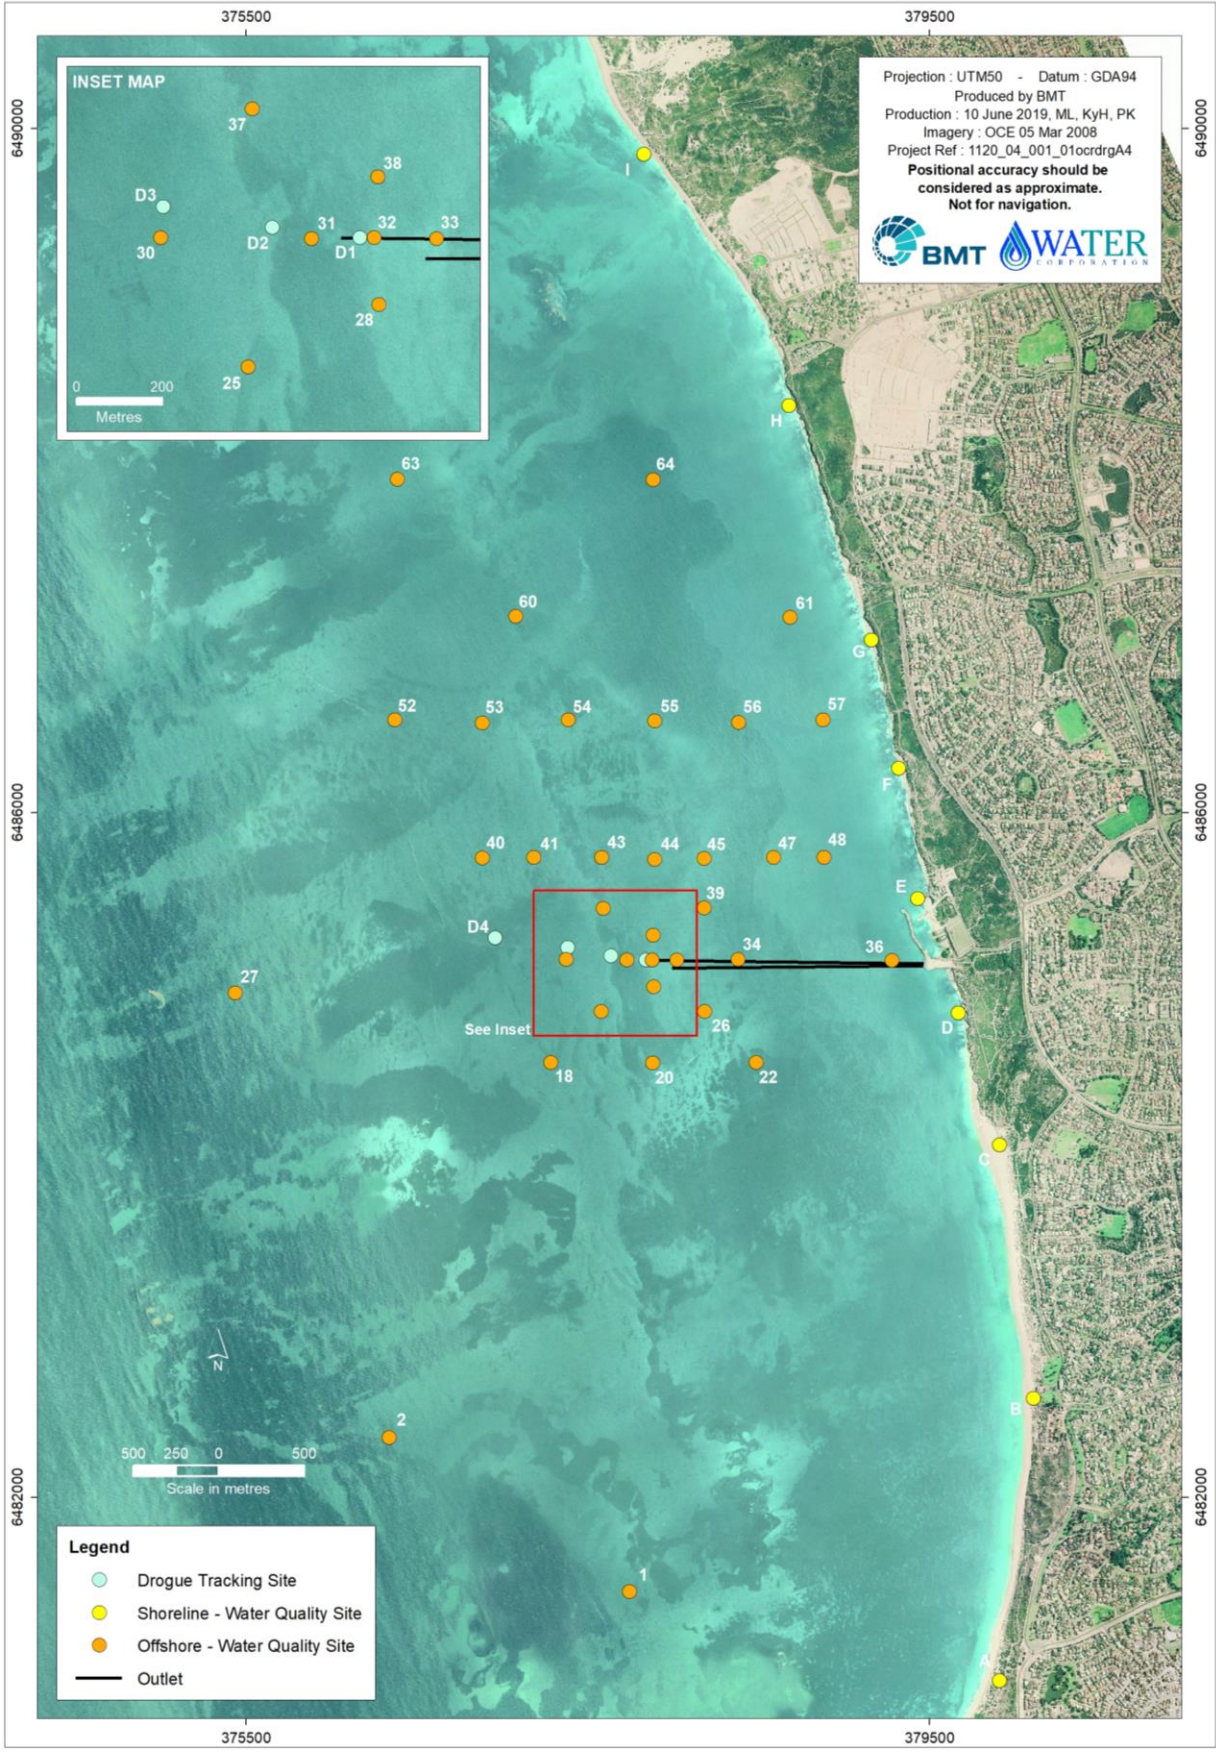 375500
379500
6490000
6490000
INSET MAP
37
38
D3
31
32
33
D2
D1
30
28
25
0
200
Metres
Projection : UTM50 - Datum : GDA94
Produced by BMT
Production : 10 June 2019, ML, KyH, PK
Imagery : OCE 05 Mar 2008
Project Ref : 1120_04_001_01ocrdrgA4
Positional accuracy should be
considered as approximate.
Not for navigation.
BMT
WATER
CORPORATION
I
H
63
64
60
61
G
52
53
54
55
56
57
F
6486000
6486000
40
41
43
44
45
47
48
E
39
D4
34
36
27
See Inset
26
D
18
20
22
C
N
B
2
500
250
0
500
Scale in metres
6482000
6482000
1
A
Legend
Drogue Tracking Site
Shoreline - Water Quality Site
Offshore - Water Quality Site
Outlet
375500
379500